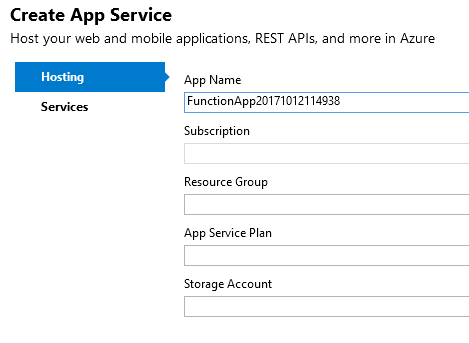 Create App Service
Host your web and mobile applications, REST APIs, and more in Azure
Hosting
Services
App Name
FunctionApp20171012114938
Subscription
Resource Group
App Service Plan
Storage Account